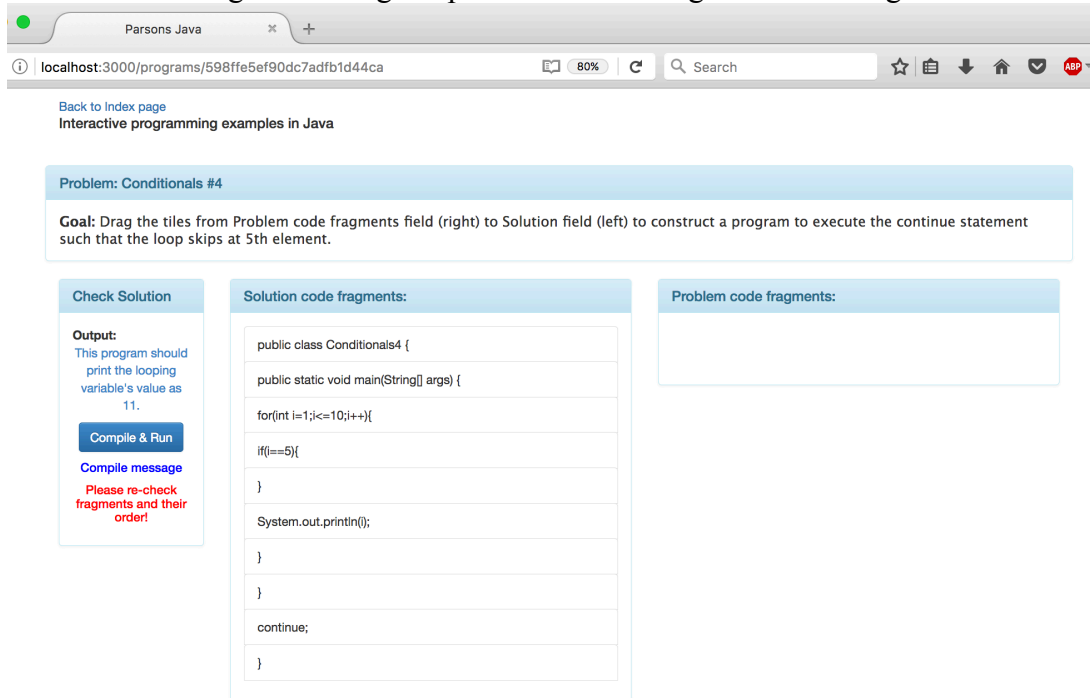 Parsons Java
localhost:3000/programs/598ffe5ef90dc7adfb1d44ca
80%
Search
ABP
Back to Index page
Interactive programming examples in Java
Problem: Conditionals #4
Goal: Drag the tiles from Problem code fragments field (right) to Solution field (left) to construct a program to execute the continue statement
such that the loop skips at 5th element.
Check Solution
Output:
This program should
print the looping
variable's value as
11.
Compile & Run
Compile message
Please re-check
fragments and their
order!
Solution code fragments:
public class Conditionals4 {
public static void main(String[] args) {
for(int i=1;i<=10;i++){
if(i==5){
}
System.out.println(i);
}
}
continue;
}
Problem code fragments: